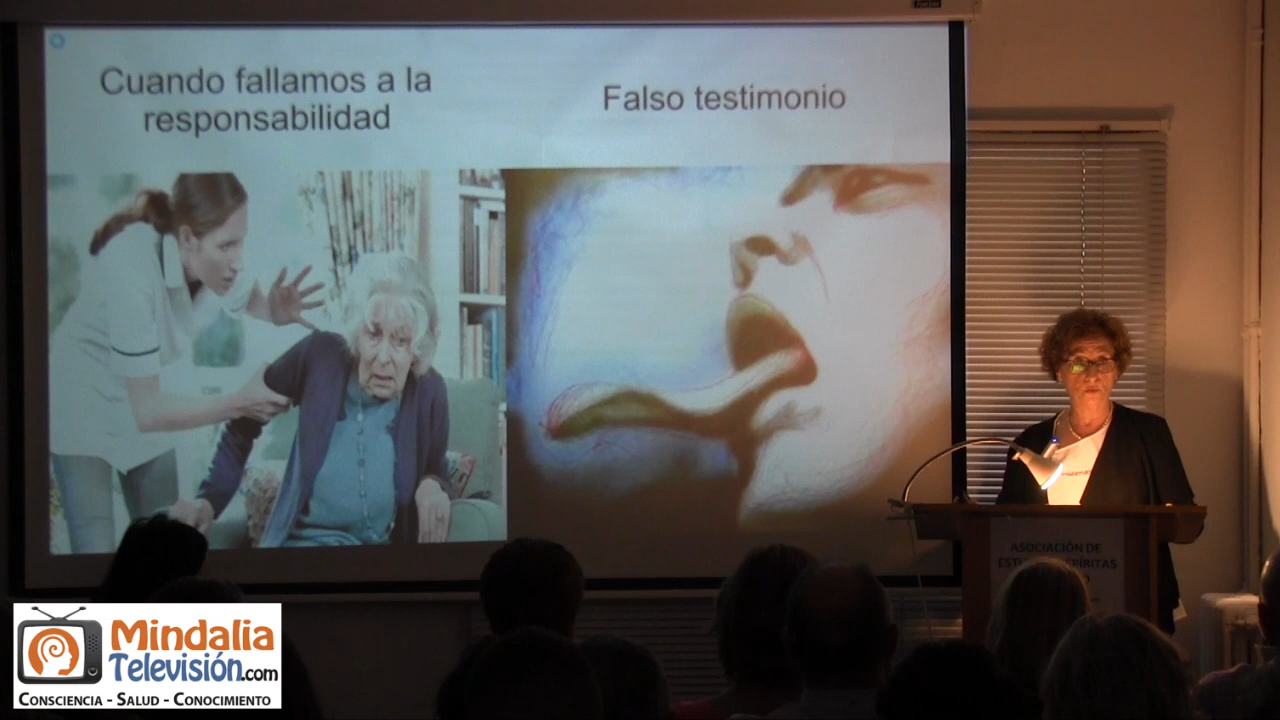 Cuando fallamos a la
responsabilidad
Falso testimonio
ASOCIACIÓN DE
Mindalia
Televisión.com
CONSCIENCIA - SALUD - CONOCIMIENTO